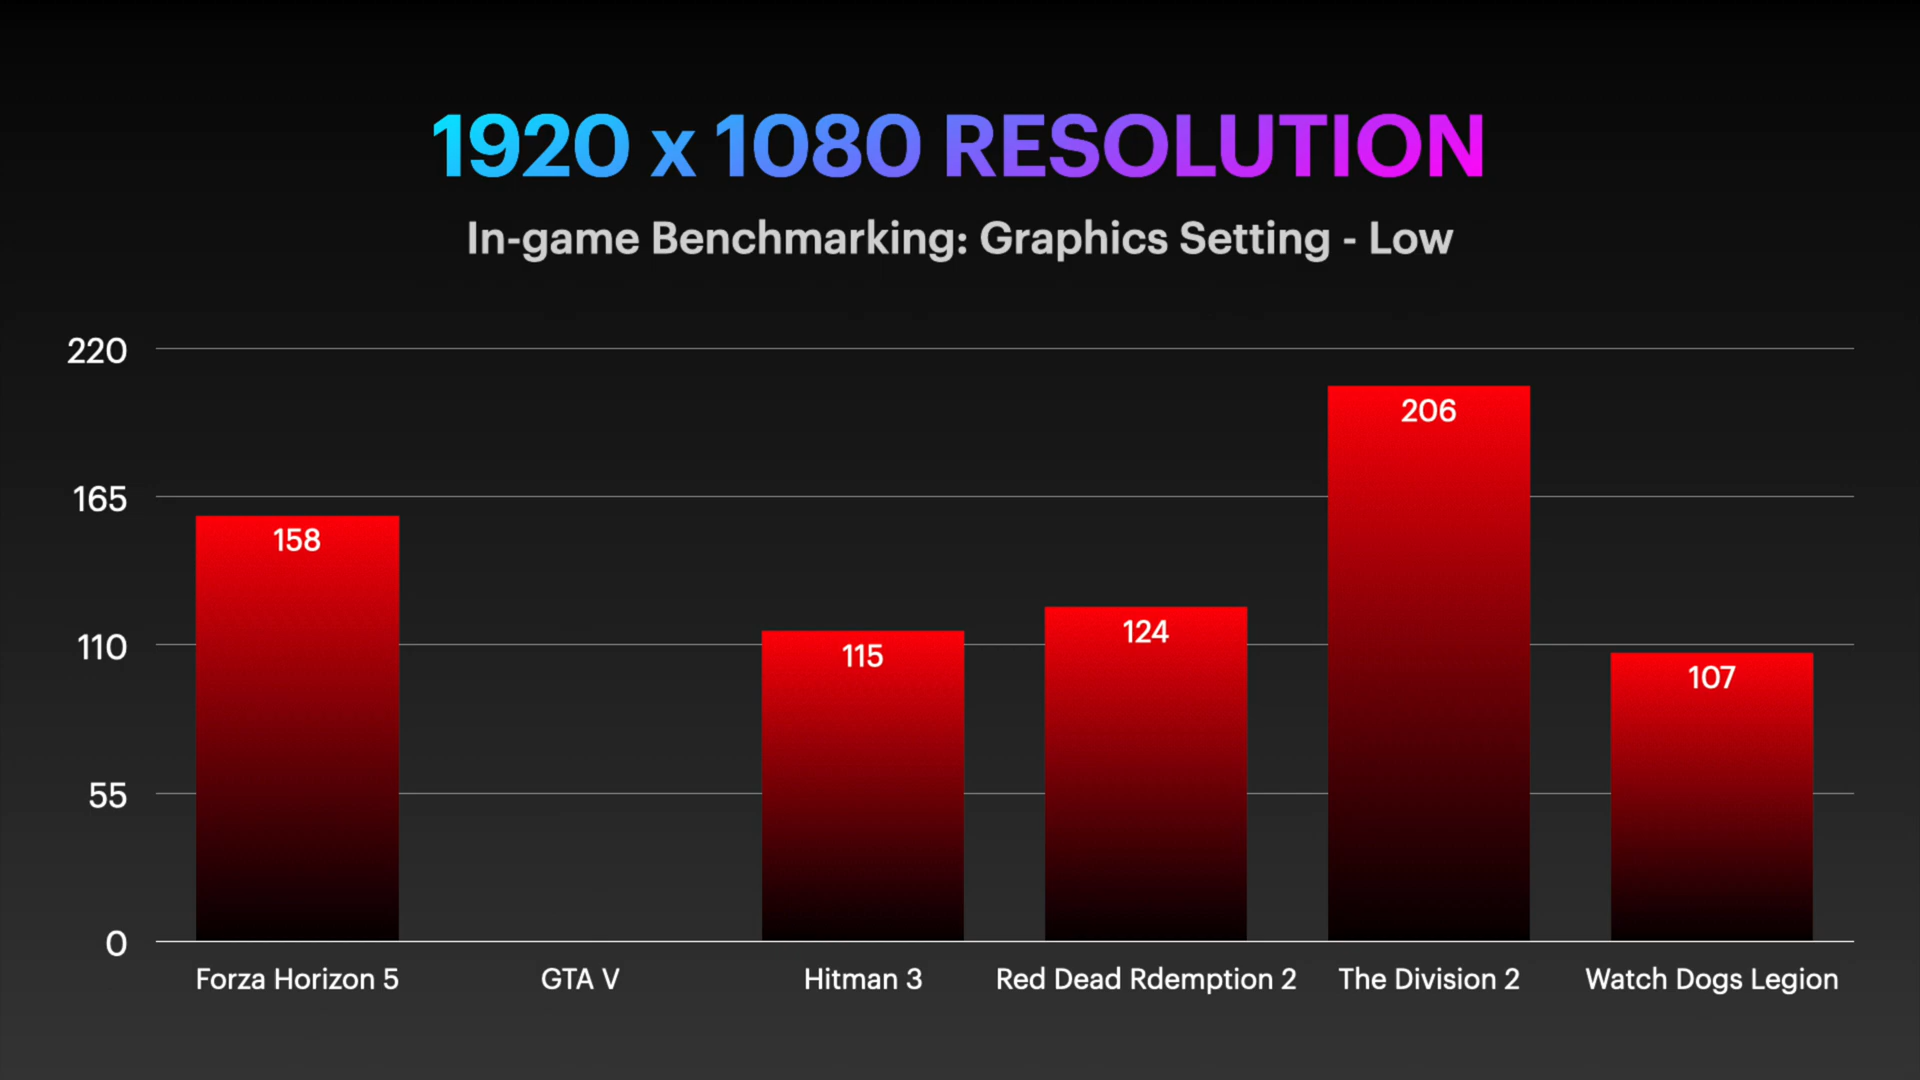 1920 x 1080 RESOLUTION
In-game Benchmarking: Graphics Setting - Low
220
165
110
55
0
158
115
124
206
107
Forza Horizon 5
GTA V
Hitman 3
Red Dead Rdemption 2
The Division 2
Watch Dogs Legion